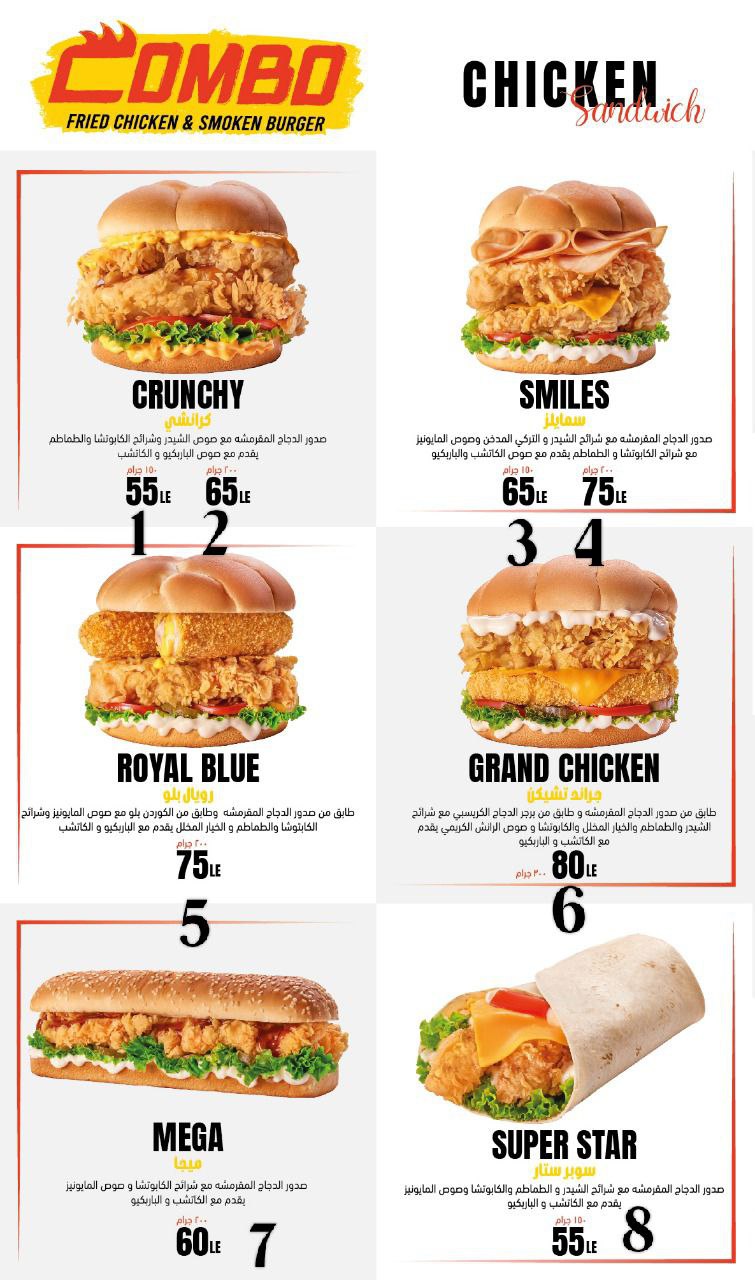 COMBO
FRIED CHICKEN & SMOKEN BURGER
CHICKEN
Sandwich
CRUNCHY
كرانشي
صدور الدجاج المقرمشه مع صوص الشيدر وشرائح الكابوتشا والطماطم
يقدم مع صوص الباربكيو و الكاتشب
١٥٠ جرام ٢٠٠ جرام
55LE 65LE
1 2
SMILES
سمايلز
صدور الدجاج المقرمشه مع شرائح الشيدر و التركي المدخن وصوص المايونيز
مع شرائح الكابوتشا و الطماطم يقدم مع صوص الكاتشب والباربكيو
١٥٠ جرام ٢٠٠ جرام
65LE 75LE
3 4
ROYAL BLUE
رويال بلو
طابق من صدور الدجاج المقرمشه وطابق من الكوردن بلو مع صوص المايونيز وشرائح
الكابتوشا والطماطم و الخيار المخلل يقدم مع الباربكيو و الكاتشب
٢٠٠ جرام
75LE
5
GRAND CHICKEN
جراند تشيكن
طابق من صدور الدجاج المقرمشه و طابق من برجر الدجاج الكريسبي مع شرائح
الشيدر والطماطم والخيار المخلل والكابوتشا و صوص الرانش الكريمي يقدم
مع الكاتشب و الباربكيو
٣٠٠ جرام 80LE
6
MEGA
ميجا
صدور الدجاج المقرمشه مع شرائح الكابوتشا و صوص المايونيز
يقدم مع الكاتشب و الباربكيو
٢٠٠ جرام
60LE 7
SUPER STAR
سوبر ستار
صدور الدجاج المقرمشه مع شرائح الشيدر و الطماطم والكابوتشا وصوص المايونيز
يقدم مع الكاتشب و الباربكيو
١٥٠ جرام
55LE 8